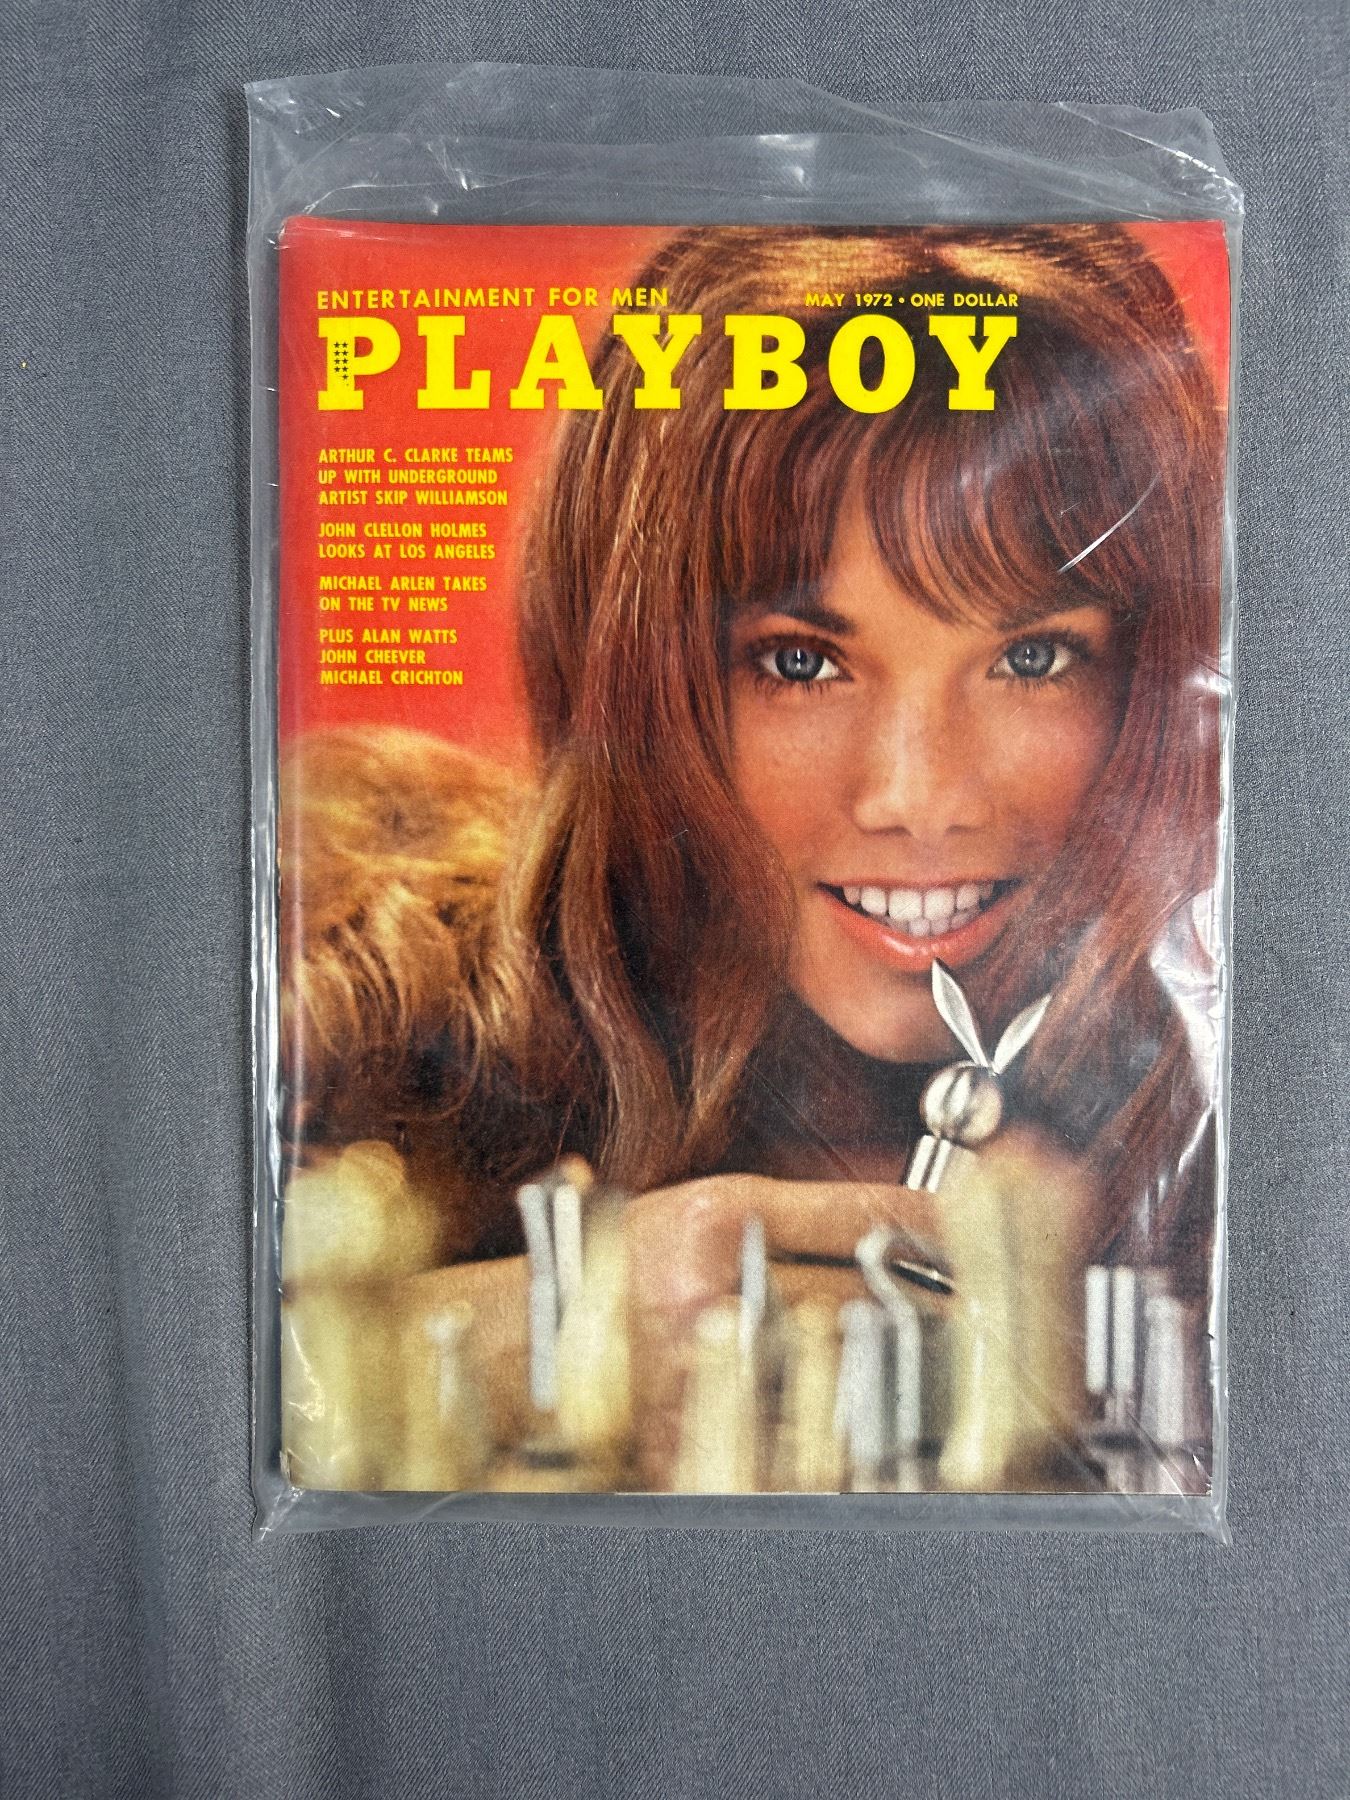 ENTERTAINMENT FOR MEN
MAY 1972 • ONE DOLLAR
PLAYBOY
ARTHUR C. CLARKE TEAMS
UP WITH UNDERGROUND
ARTIST SKIP WILLIAMSON
JOHN CLELLON HOLMES
LOOKS AT LOS ANGELES
MICHAEL ARLEN TAKES
ON THE TV NEWS
PLUS ALAN WATTS
JOHN CHEEVER
MICHAEL CRICHTON